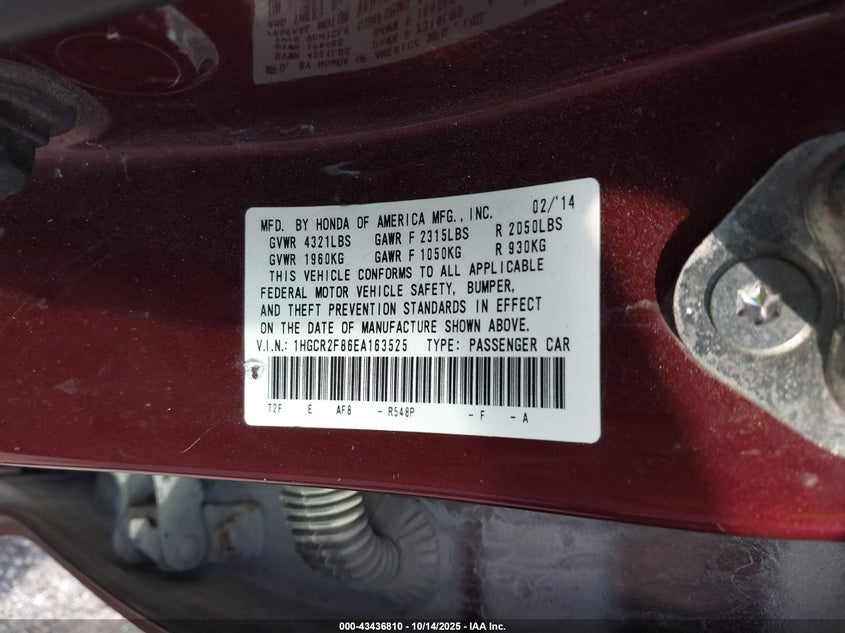 MFD. BY HONDA OF AMERICA MFG., INC. 02/'14
GVWR 4321LBS GAWR F 2315LBS R 2050LBS
GVWR 1960KG GAWR F 1050KG R 930KG
THIS VEHICLE CONFORMS TO ALL APPLICABLE
FEDERAL MOTOR VEHICLE SAFETY, BUMPER,
AND THEFT PREVENTION STANDARDS IN EFFECT
ON THE DATE OF MANUFACTURE SHOWN ABOVE.
V.I.N.: 1HGCR2F86EA163525 TYPE: PASSENGER CAR
T2F E AF8 - R548P - F - A
000-43436810 - 10/14/2025 - IAA Inc.